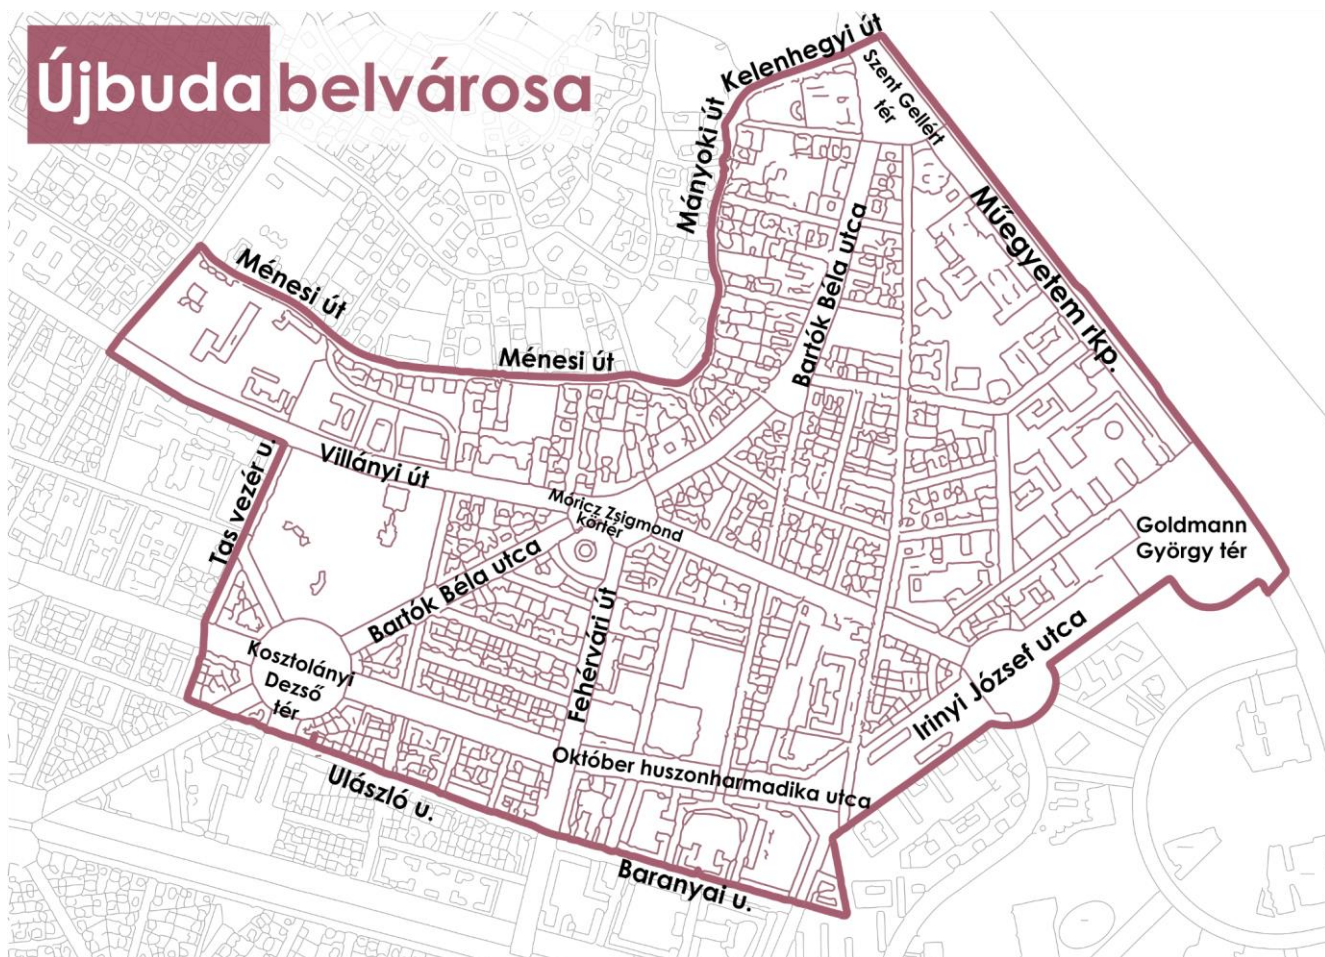 Újbuda belvárosa
Kelenhegyi út
Szent Gellért
tér
Mányoki út
Műegyetem rkp.
Bartók Béla utca
Ménesi út
Ménesi út
Tas vezér u.
Villányi út
Móricz Zsigmond
körtér
Goldmann
György tér
Bartók Béla utca
Fehérvári út
Kosztolányi
Dezső
tér
Irinyi József utca
Október huszonharmadika utca
Ulászló u.
Baranyai u.